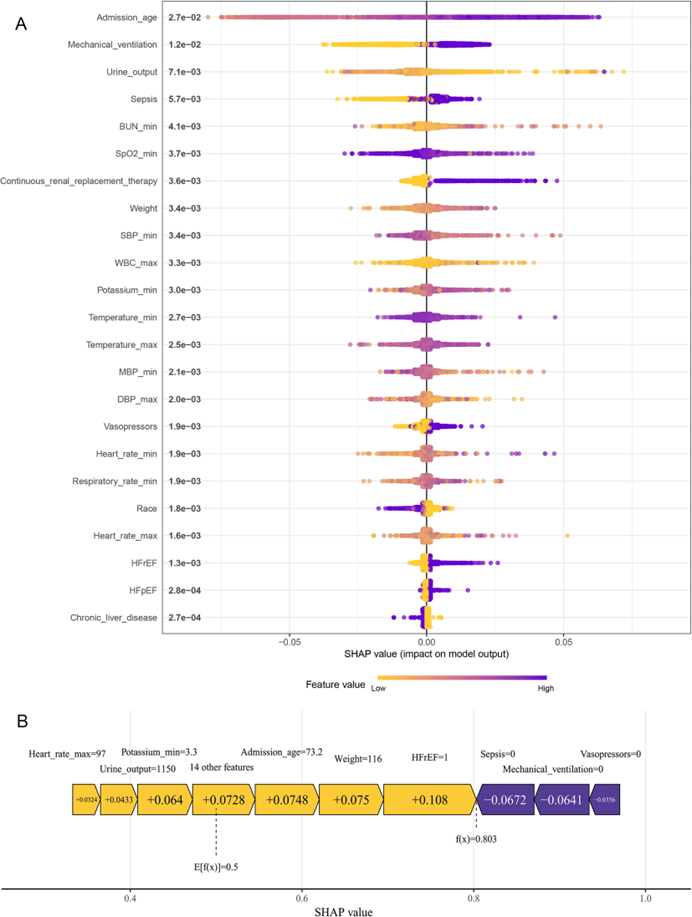 A
Admission_age 2.7e−02
Mechanical_ventilation 1.2e−02
Urine_output 7.1e−03
Sepsis 5.7e−03
BUN_min 4.1e−03
SpO2_min 3.7e−03
Continuous_renal_replacement_therapy 3.6e−03
Weight 3.4e−03
SBP_min 3.4e−03
WBC_max 3.3e−03
Potassium_min 3.0e−03
Temperature_min 2.7e−03
Temperature_max 2.5e−03
MBP_min 2.1e−03
DBP_max 2.0e−03
Vasopressors 1.9e−03
Heart_rate_min 1.9e−03
Respiratory_rate_min 1.9e−03
Race 1.8e−03
Heart_rate_max 1.6e−03
HFrEF 1.3e−03
HFpEF 2.8e−04
Chronic_liver_disease 2.7e−04
−0.05 0.00 0.05
SHAP value (impact on model output)
Feature value
Low High
B
Heart_rate_max=97 Potassium_min=3.3 Admission_age=73.2 Weight=116 HFrEF=1 Sepsis=0 Vasopressors=0
Urine_output=1150 14 other features Mechanical_ventilation=0
+0.0324 +0.0433 +0.064 +0.0728 +0.0748 +0.075 +0.108 −0.0672 −0.0641 −0.0356
f(x)=0.803
E[f(x)]=0.5
0.4 0.6 0.8 1.0
SHAP value